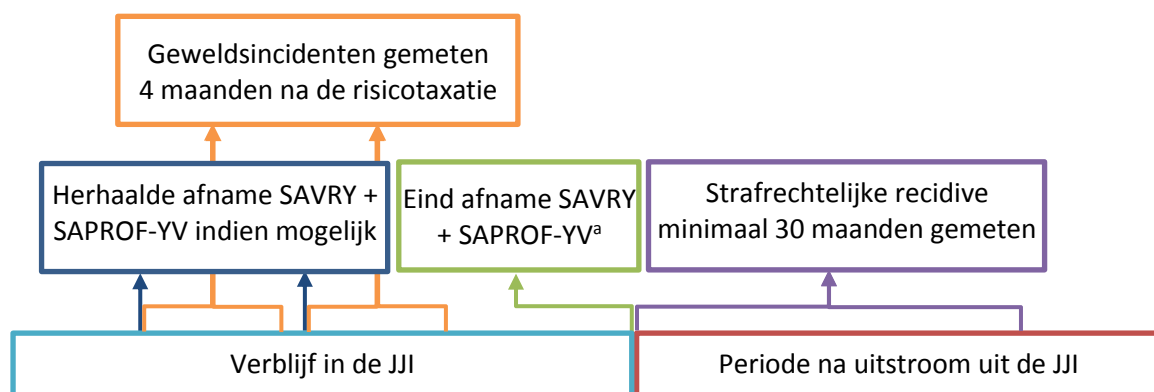 Geweldsincidenten gemeten
4 maanden na de risicotaxatie
Herhaalde afname SAVRY +
SAPROF-YV indien mogelijk
Eind afname SAVRY
+ SAPROF-YVᵃ
Strafrechtelijke recidive
minimaal 30 maanden gemeten
Verblijf in de JJI
Periode na uitstroom uit de JJI